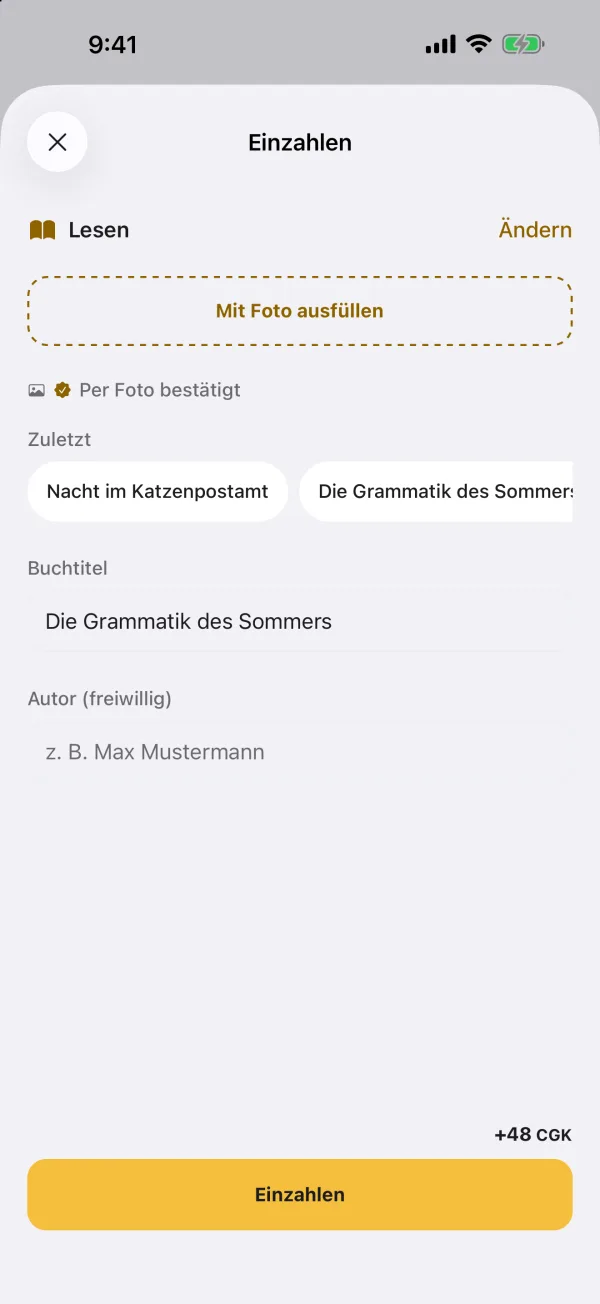 9:41
Einzahlen
Lesen
Ändern
Mit Foto ausfüllen
Per Foto bestätigt
Zuletzt
Nacht im Katzenpostamt
Die Grammatik des Sommers
Buchtitel
Die Grammatik des Sommers
Autor (freiwillig)
z. B. Max Mustermann
+48 CGK
Einzahlen